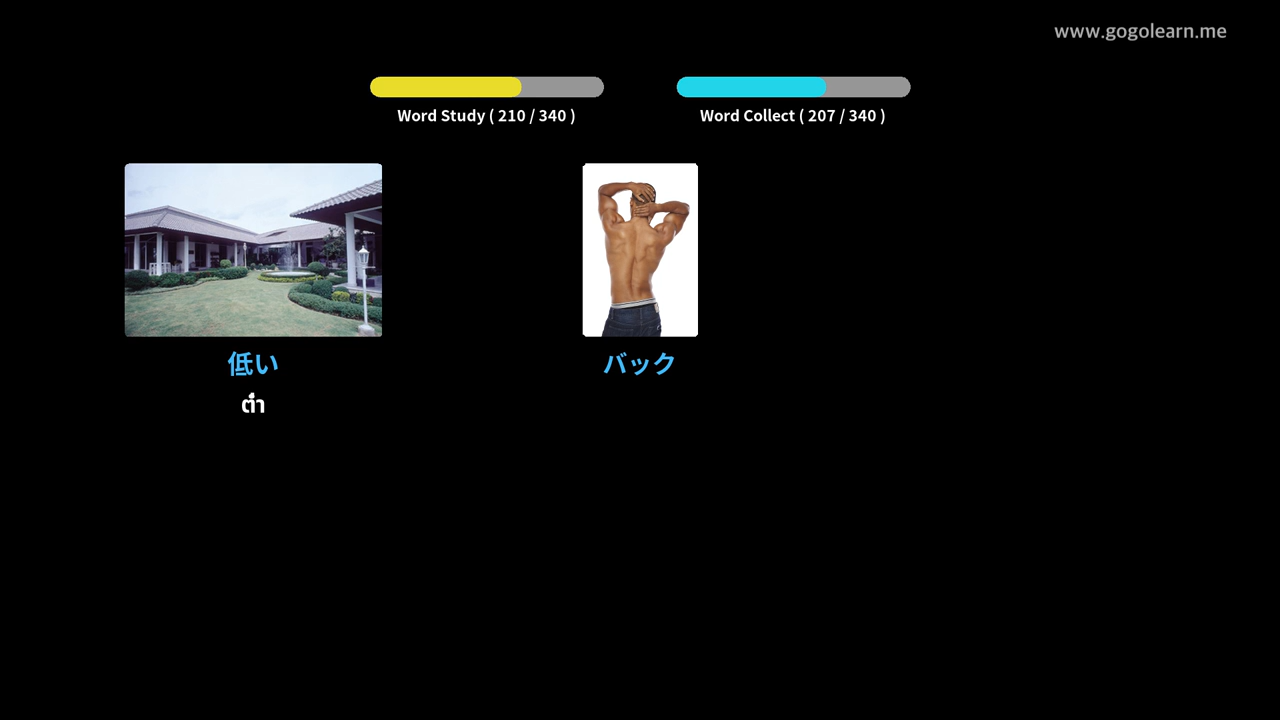 www.gogolearn.me
Word Study ( 210 / 340 )
Word Collect ( 207 / 340 )
低い
バック
ต่ำ